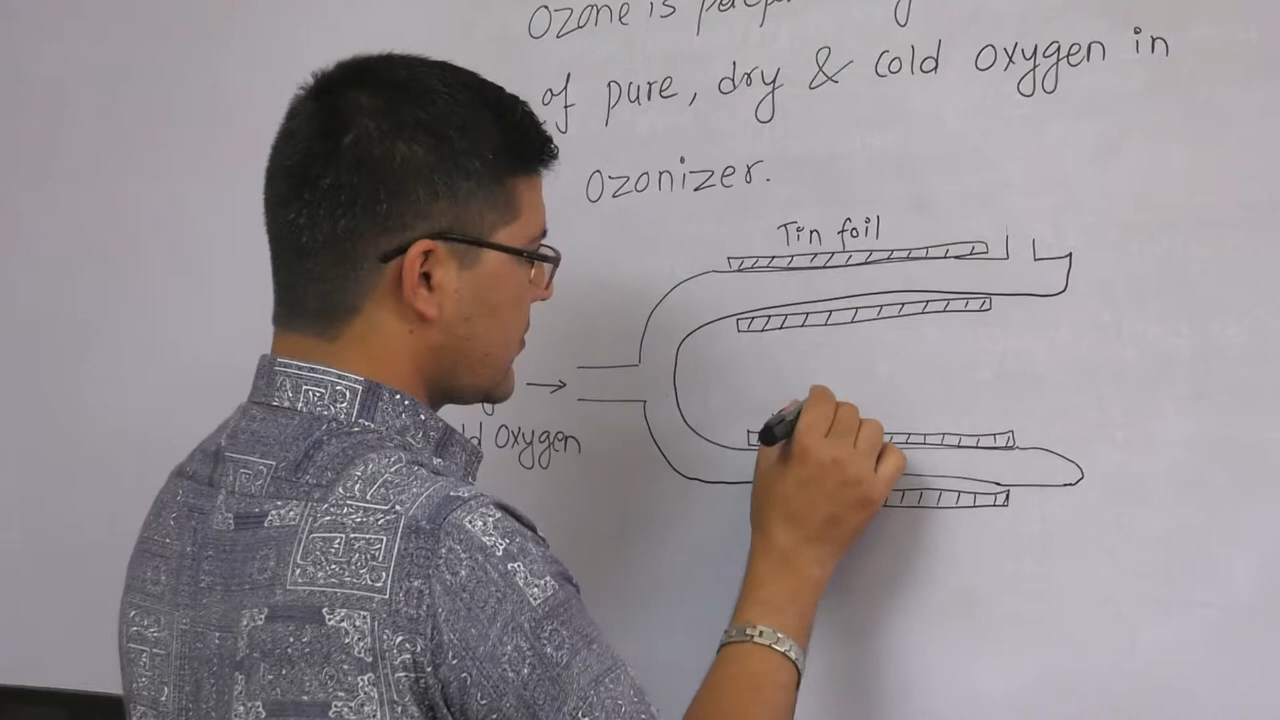 Ozone is
of pure, dry & cold oxygen in
Ozonizer.
Tin foil
oxygen